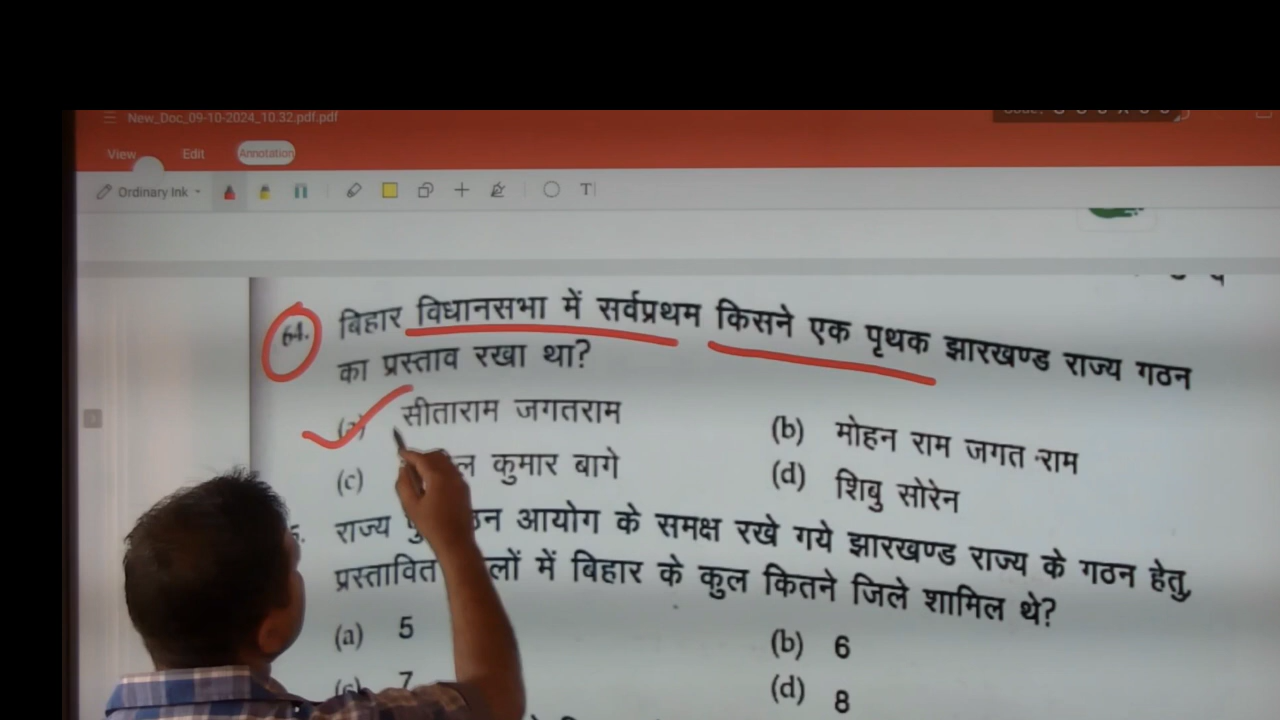 New_Doc_09-10-2024_10.32.pdf.pdf
View Edit Annotation
Ordinary Ink
64. बिहार विधानसभा में सर्वप्रथम किसने एक पृथक झारखण्ड राज्य गठन
का प्रस्ताव रखा था?
सीताराम जगतराम (b) मोहन राम जगत राम
(c) कुमार बागे (d) शिबु सोरेन
राज्य आयोग के समक्ष रखे गये झारखण्ड राज्य के गठन हेतु,
प्रस्तावित में बिहार के कुल कितने जिले शामिल थे?
(a) 5 (b) 6
7 (d) 8